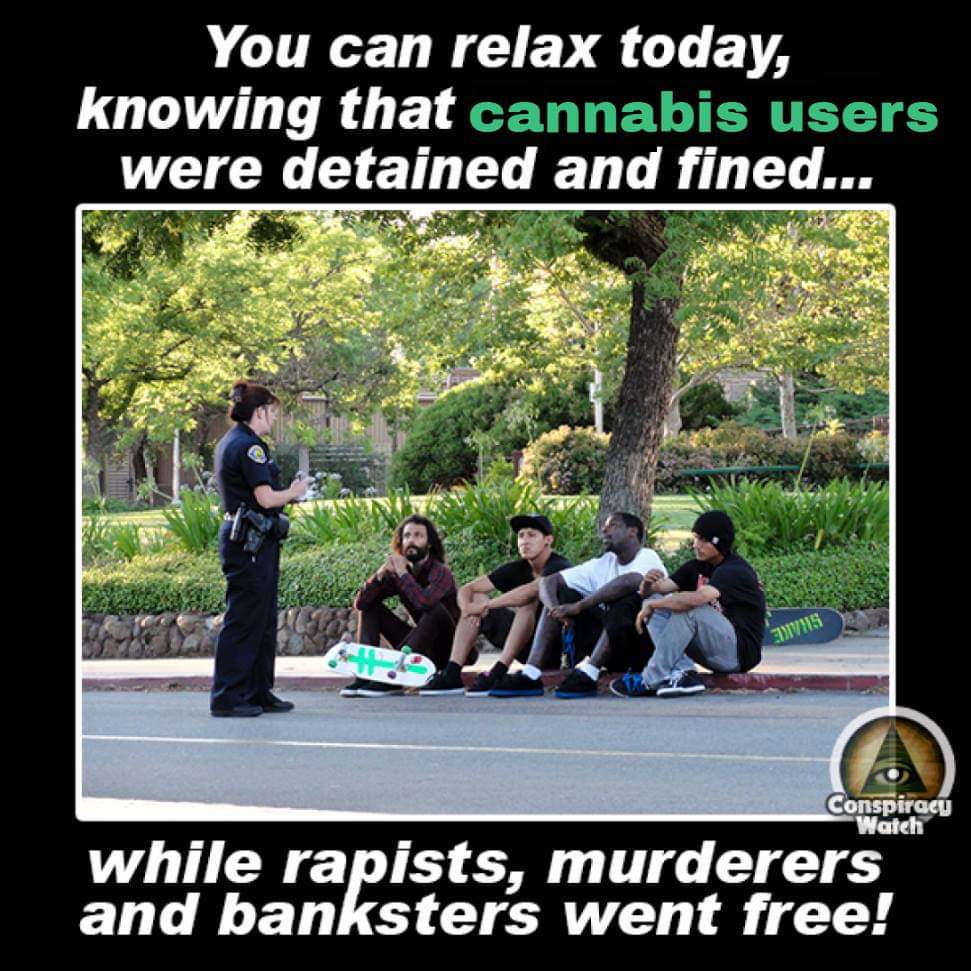 You can relax today,
knowing that cannabis users
were detained and fined...
SHAKE
Conspiracy
Watch
while rapists, murderers
and banksters went free!